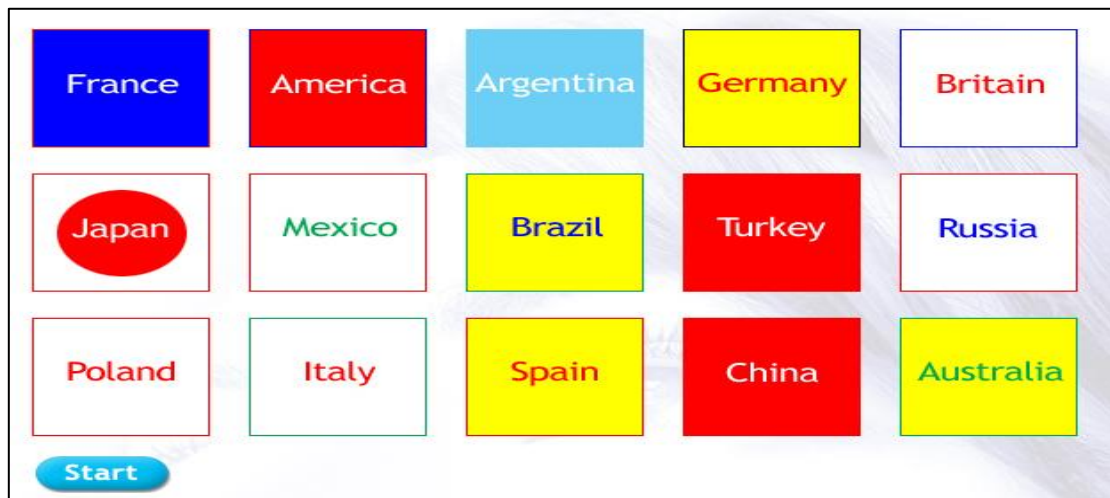 France America Argentina Germany Britain
Japan Mexico Brazil Turkey Russia
Poland Italy Spain China Australia
Start